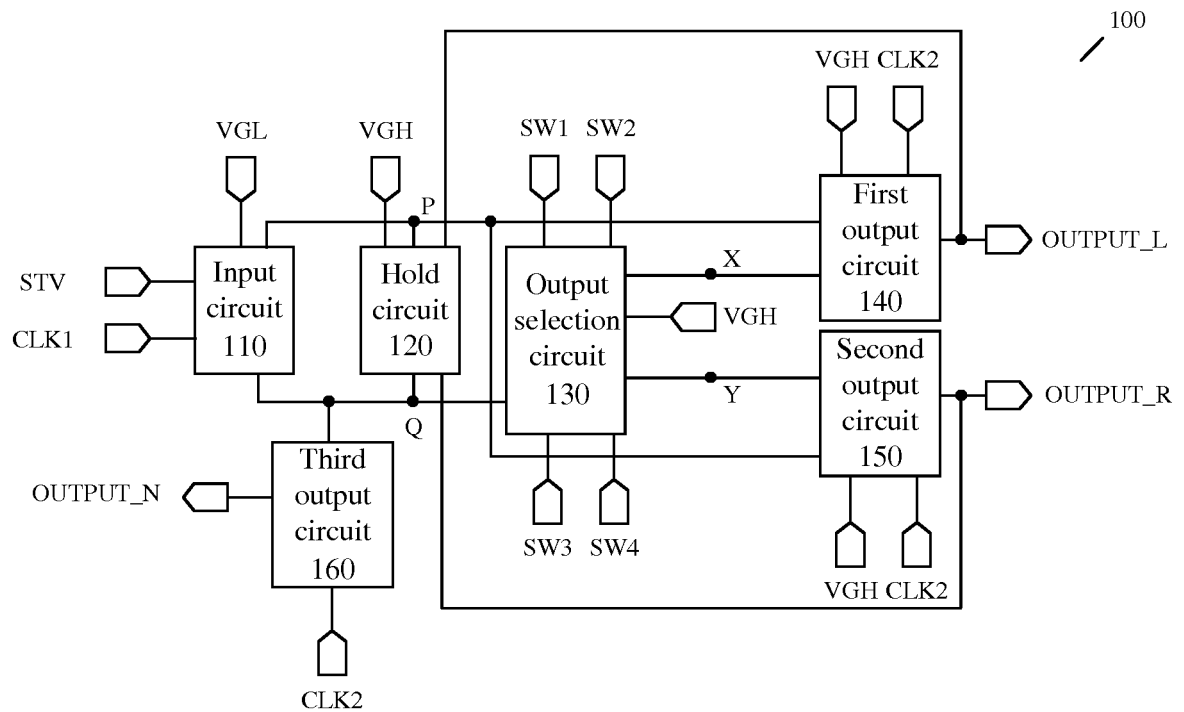 100
VGH CLK2
VGL
VGH
SW1
SW2
P
First
output
circuit
140
OUTPUT_L
STV
CLK1
Input
circuit
110
Hold
circuit
120
Output
selection
circuit
130
X
VGH
Y
Second
output
circuit
150
OUTPUT_R
Q
OUTPUT_N
Third
output
circuit
160
SW3
SW4
VGH CLK2
CLK2